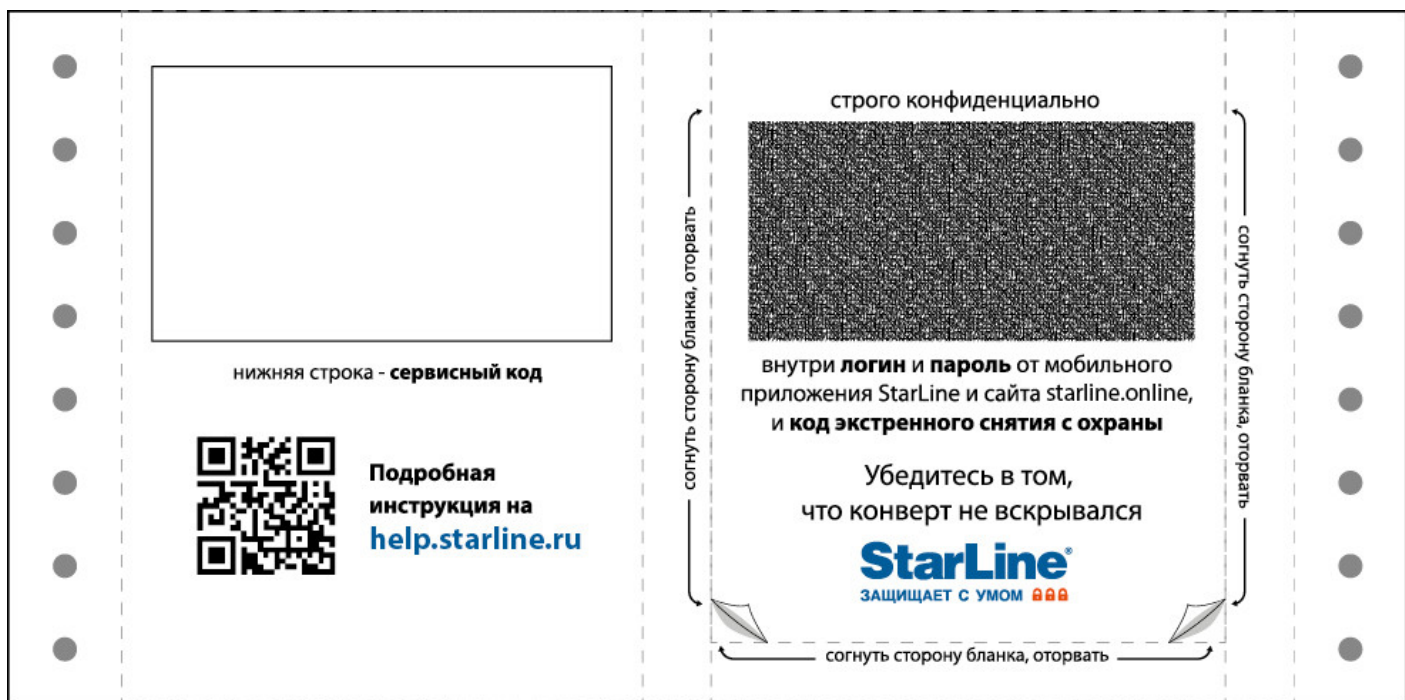 нижняя строка - сервисный код
Подробная
инструкция на
help.starline.ru
согнуть сторону бланка, оторвать
строго конфиденциально
внутри логин и пароль от мобильного
приложения StarLine и сайта starline.online,
и код экстренного снятия с охраны
Убедитесь в том,
что конверт не вскрывался
StarLine®
ЗАЩИЩАЕТ С УМОМ
согнуть сторону бланка, оторвать
согнуть сторону бланка, оторвать